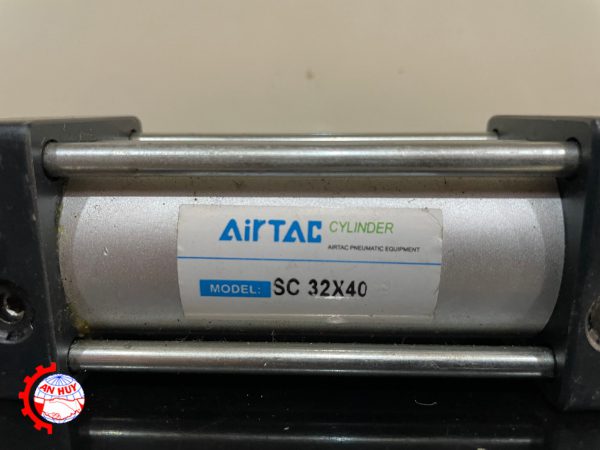 AirTAC CYLINDER
AIRTAC PNEUMATIC EQUIPMENT
MODEL: SC 32X40
AN HUY